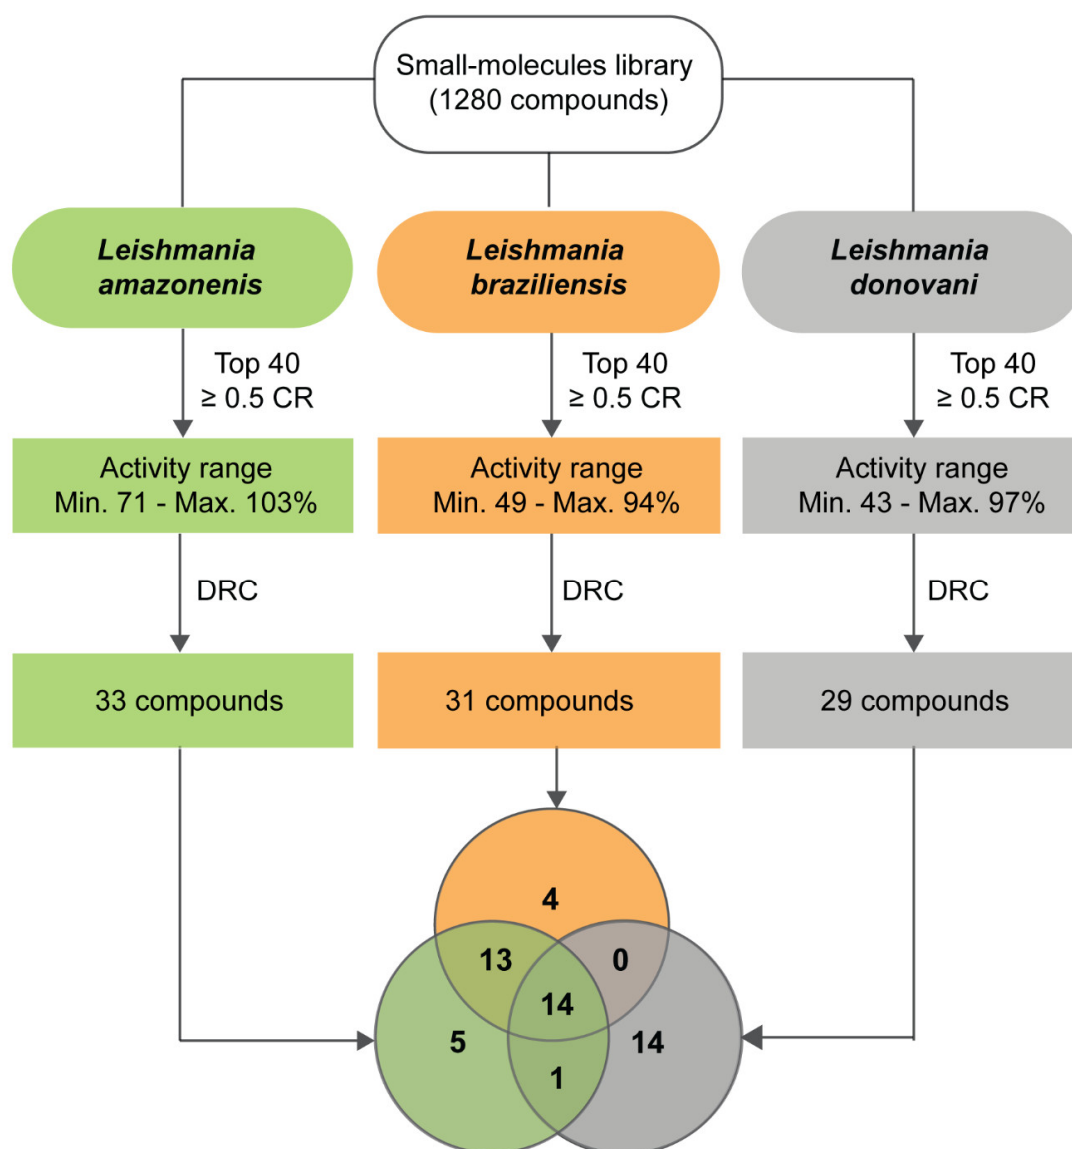 Small-molecules library
(1280 compounds)
Leishmania
amazonenis
Leishmania
braziliensis
Leishmania
donovani
Top 40
≥ 0.5 CR
Top 40
≥ 0.5 CR
Top 40
≥ 0.5 CR
Activity range
Min. 71 - Max. 103%
Activity range
Min. 49 - Max. 94%
Activity range
Min. 43 - Max. 97%
DRC
DRC
DRC
33 compounds
31 compounds
29 compounds
4
13
0
14
5
14
1